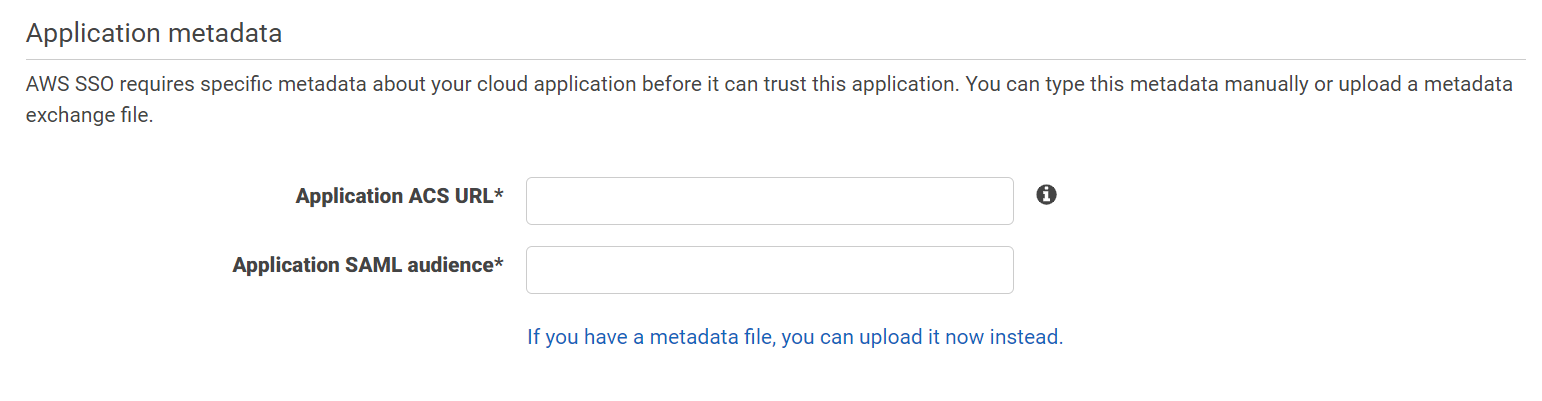 Application metadata
AWS SSO requires specific metadata about your cloud application before it can trust this application. You can type this metadata manually or upload a metadata
exchange file.
Application ACS URL*
Application SAML audience*
If you have a metadata file, you can upload it now instead.